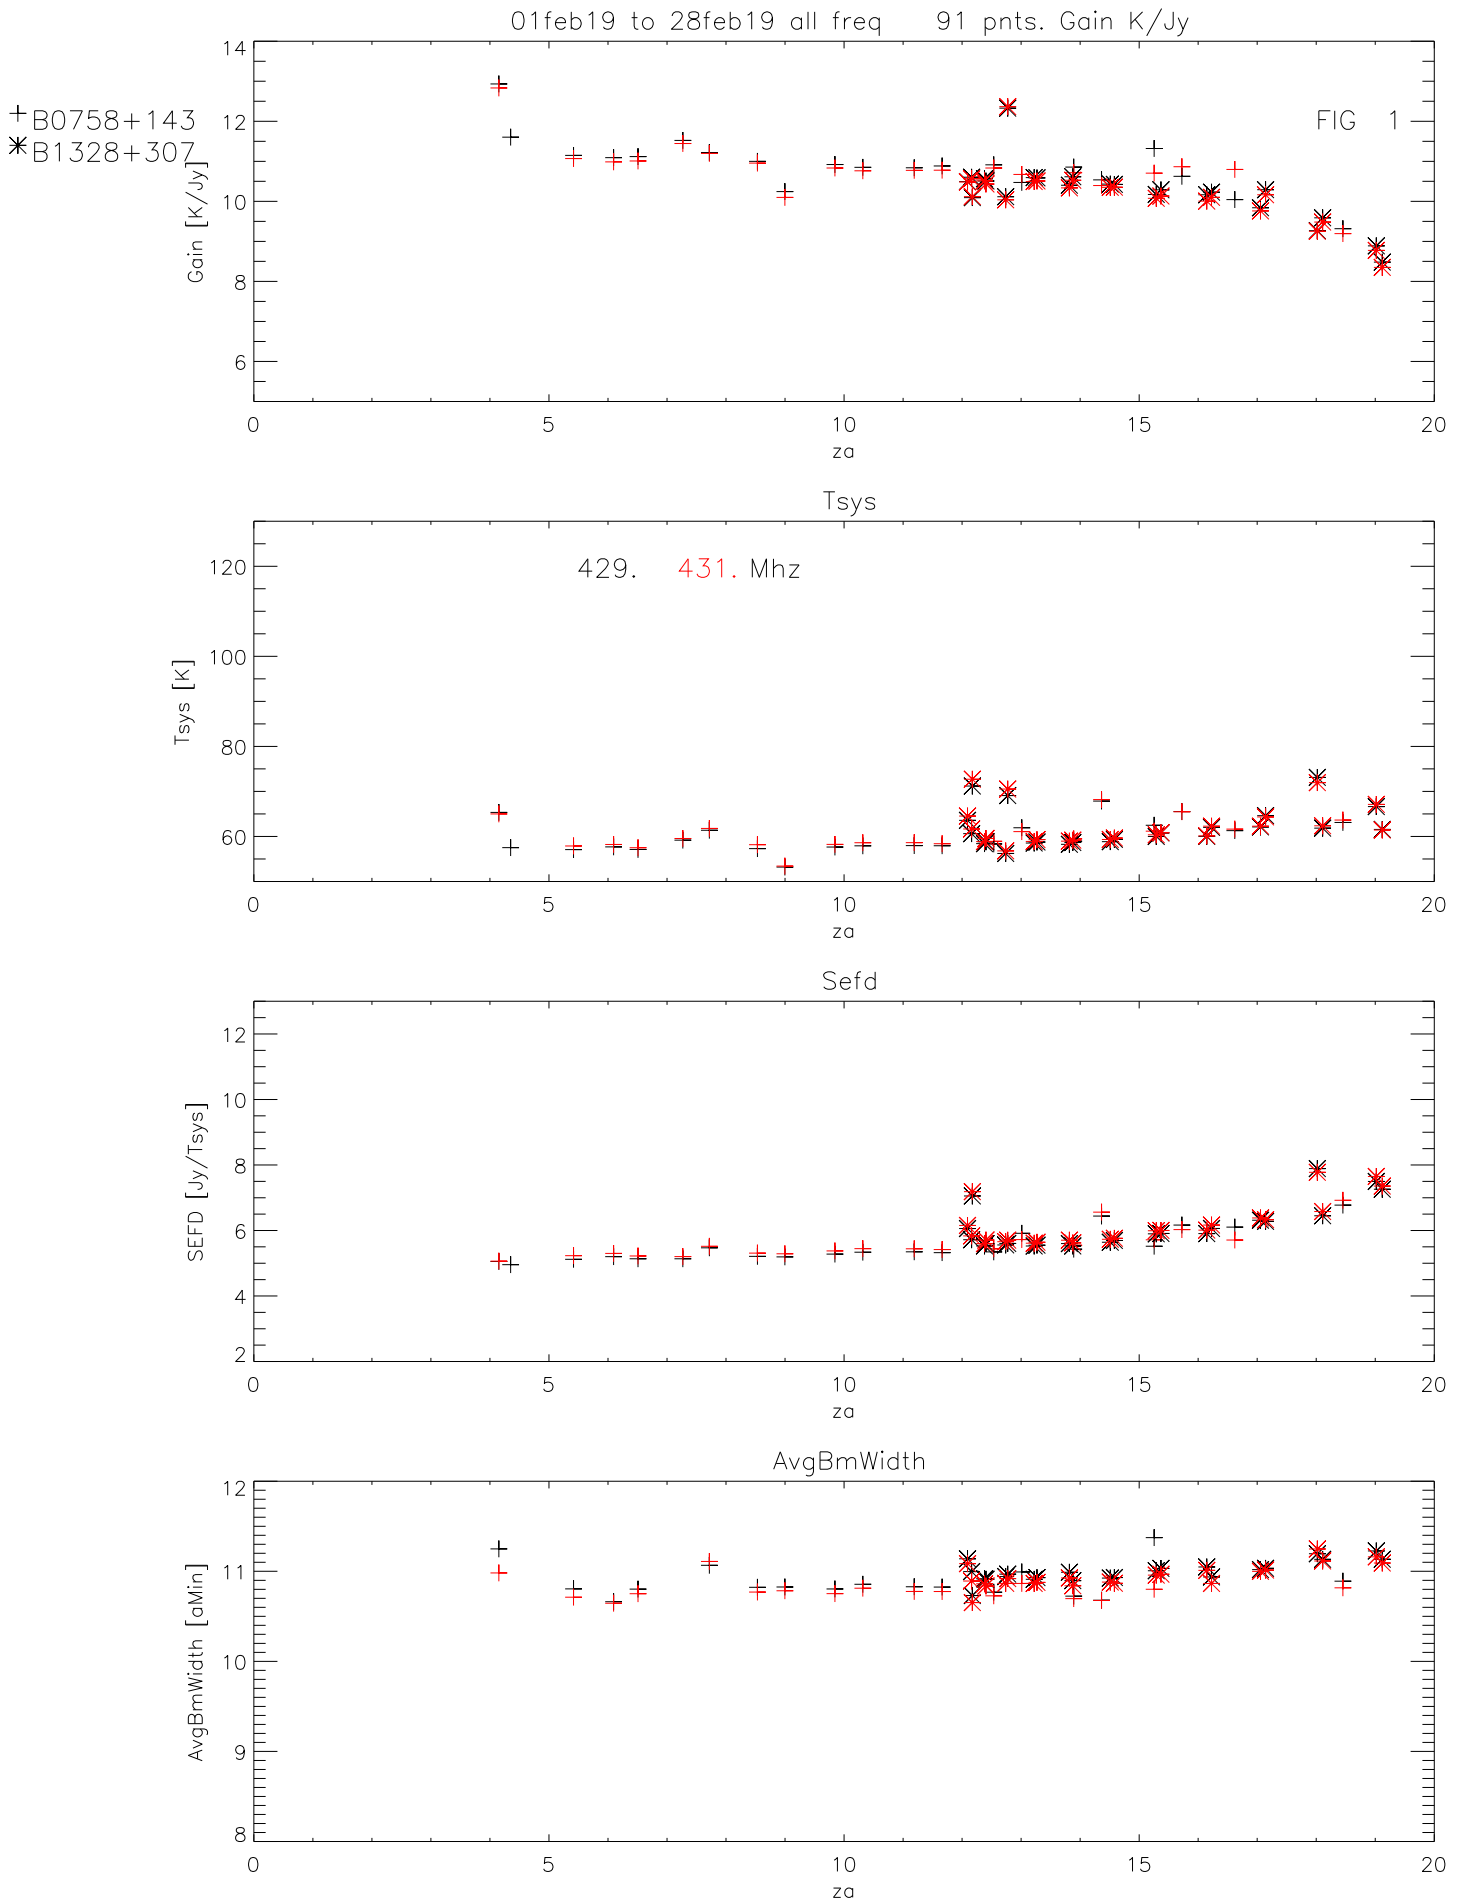 01feb19 to 28feb19 all freq 91 pnts. Gain K/Jy
+ B0758+143
* B1328+307
FIG 1
Gain [K/Jy]
14
12
10
8
6
0 5 10 15 20
za
Tsys
429. 431. Mhz
Tsys [K]
120
100
80
60
0 5 10 15 20
za
Sefd
SEFD [Jy/Tsys]
12
10
8
6
4
2
0 5 10 15 20
za
AvgBmWidth
AvgBmWidth [aMin]
12
11
10
9
8
0 5 10 15 20
za